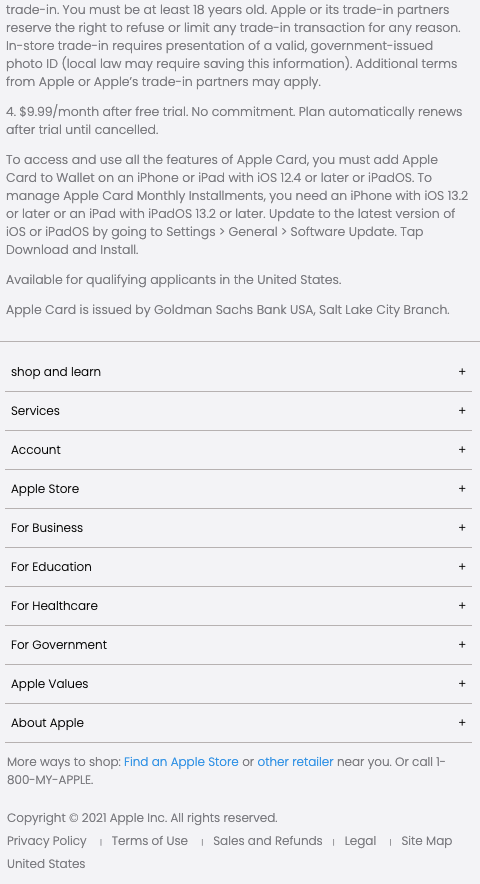 trade-in. You must be at least 18 years old. Apple or its trade-in partners
reserve the right to refuse or limit any trade-in transaction for any reason.
In-store trade-in requires presentation of a valid, government-issued
photo ID (local law may require saving this information). Additional terms
from Apple or Apple's trade-in partners may apply.
4. $9.99/month after free trial. No commitment. Plan automatically renews
after trial until cancelled.
To access and use all the features of Apple Card, you must add Apple
Card to Wallet on an iPhone or iPad with iOS 12.4 or later or iPadOS. To
manage Apple Card Monthly Installments, you need an iPhone with iOS 13.2
or later or an iPad with iPadOS 13.2 or later. Update to the latest version of
iOS or iPadOS by going to Settings > General > Software Update. Tap
Download and Install.
Available for qualifying applicants in the United States.
Apple Card is issued by Goldman Sachs Bank USA, Salt Lake City Branch.
shop and learn +
Services +
Account +
Apple Store +
For Business +
For Education +
For Healthcare +
For Government +
Apple Values +
About Apple +
More ways to shop: Find an Apple Store or other retailer near you. Or call 1-
800-MY-APPLE.
Copyright © 2021 Apple Inc. All rights reserved.
Privacy Policy | Terms of Use | Sales and Refunds | Legal | Site Map
United States